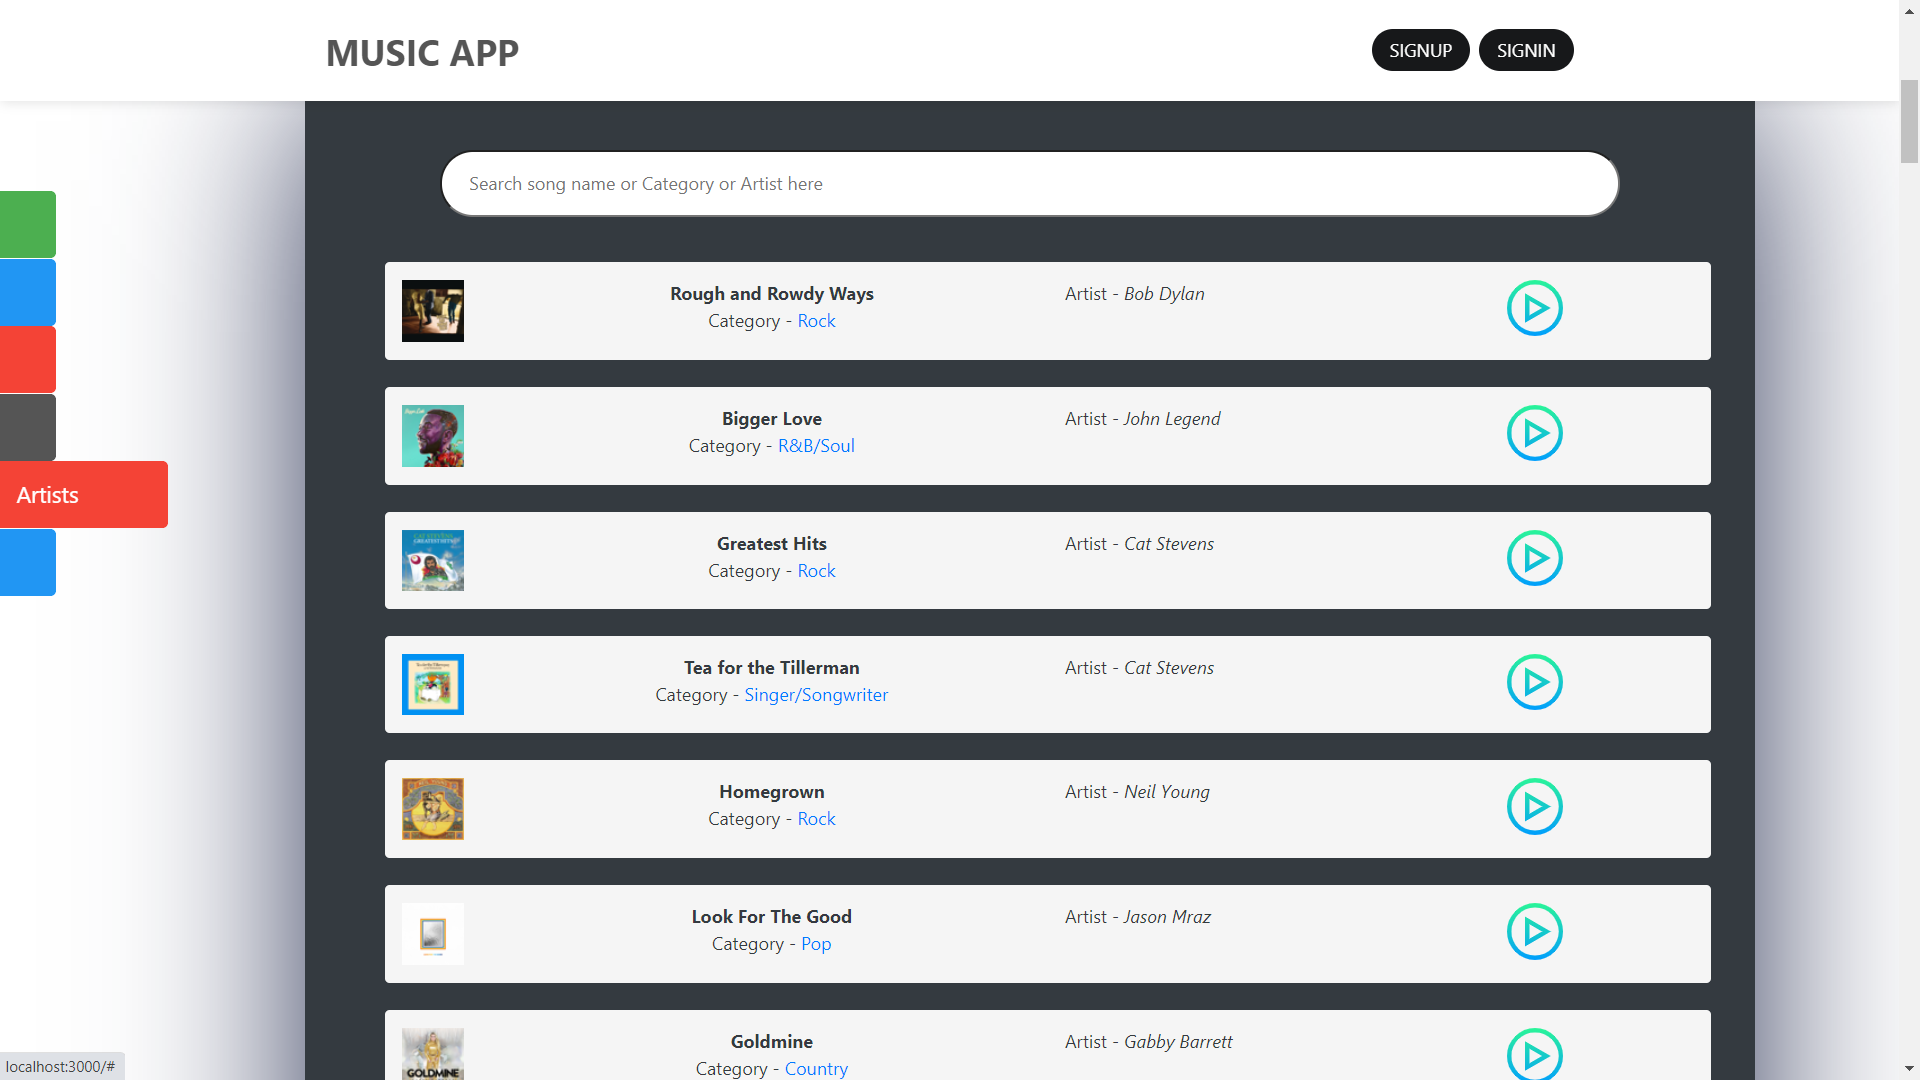 MUSIC APP
SIGNUP
SIGNIN
Search song name or Category or Artist here
Rough and Rowdy Ways
Category - Rock
Artist - Bob Dylan
Bigger Love
Category - R&B/Soul
Artist - John Legend
Artists
Greatest Hits
Category - Rock
Artist - Cat Stevens
Tea for the Tillerman
Category - Singer/Songwriter
Artist - Cat Stevens
Homegrown
Category - Rock
Artist - Neil Young
Look For The Good
Category - Pop
Artist - Jason Mraz
GOLDMINE
Goldmine
Category - Country
Artist - Gabby Barrett
localhost:3000/#